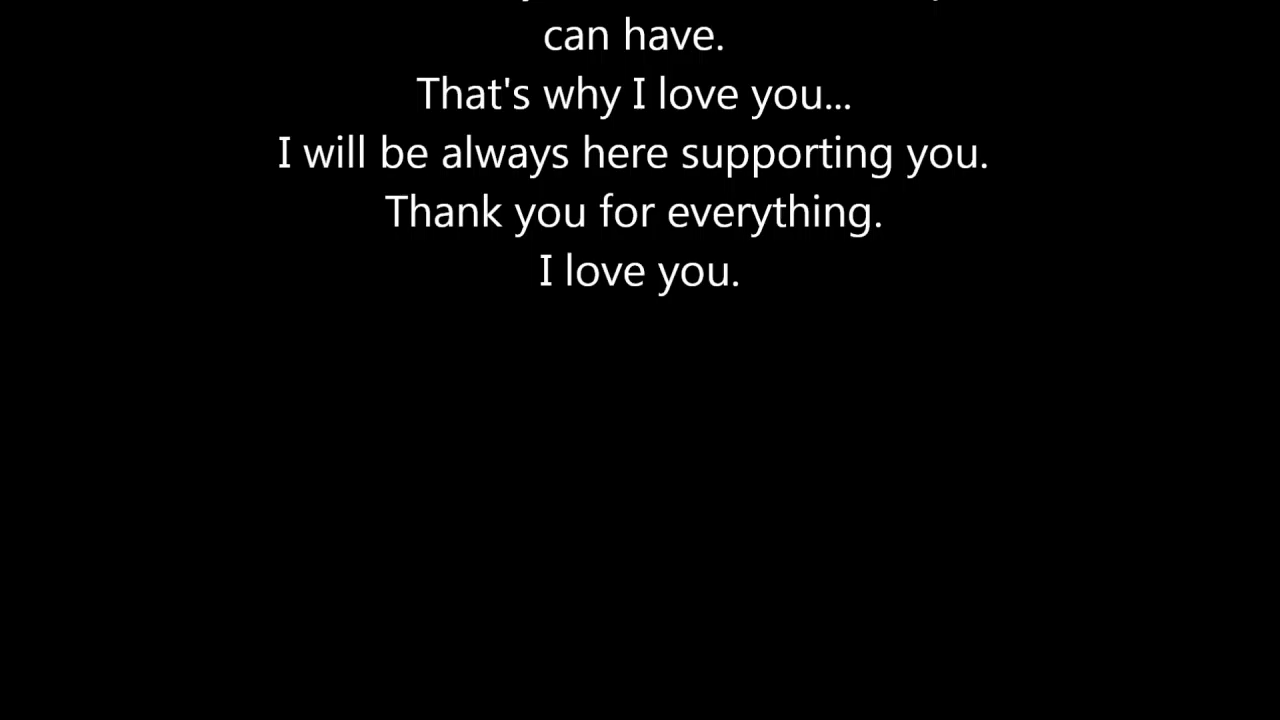 can have.
That's why I love you...
I will be always here supporting you.
Thank you for everything.
I love you.